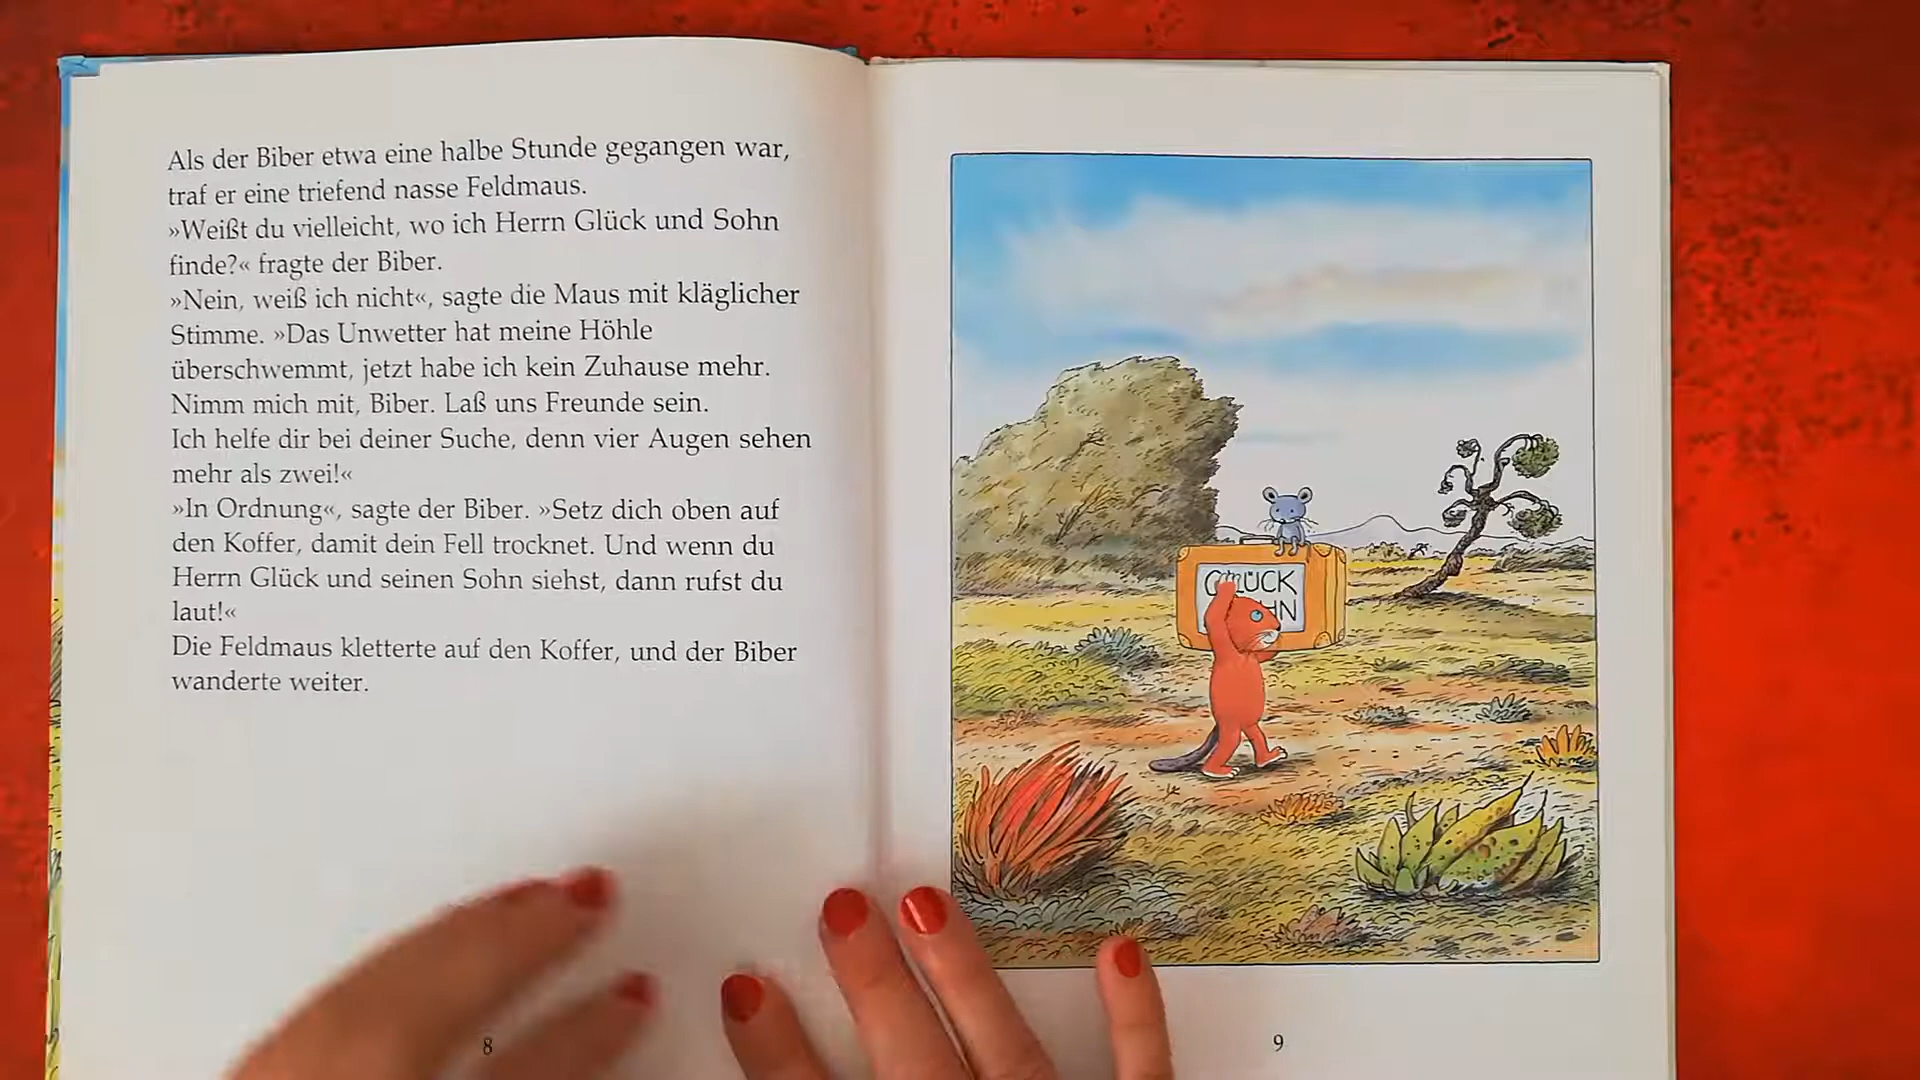 Als der Biber etwa eine halbe Stunde gegangen war,
traf er eine triefend nasse Feldmaus.
»Weißt du vielleicht, wo ich Herrn Glück und Sohn
finde?« fragte der Biber.
»Nein, weiß ich nicht«, sagte die Maus mit kläglicher
Stimme. »Das Unwetter hat meine Höhle
überschwemmt, jetzt habe ich kein Zuhause mehr.
Nimm mich mit, Biber. Laß uns Freunde sein.
Ich helfe dir bei deiner Suche, denn vier Augen sehen
mehr als zwei!«
»In Ordnung«, sagte der Biber. »Setz dich oben auf
den Koffer, damit dein Fell trocknet. Und wenn du
Herrn Glück und seinen Sohn siehst, dann rufst du
laut!«
Die Feldmaus kletterte auf den Koffer, und der Biber
wanderte weiter.
8
GLÜCK
HN
9